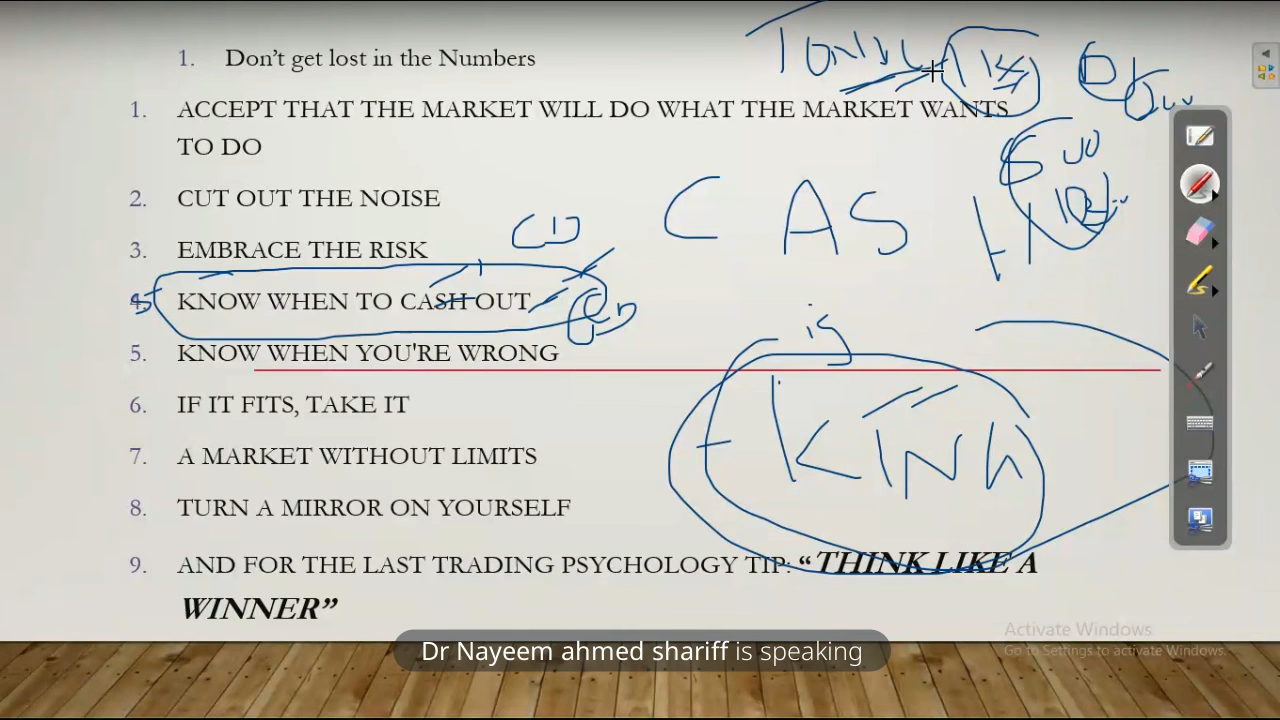 1. Don't get lost in the Numbers
1. ACCEPT THAT THE MARKET WILL DO WHAT THE MARKET WANTS
TO DO
2. CUT OUT THE NOISE
3. EMBRACE THE RISK
4. KNOW WHEN TO CASH OUT
5. KNOW WHEN YOU'RE WRONG
6. IF IT FITS, TAKE IT
7. A MARKET WITHOUT LIMITS
8. TURN A MIRROR ON YOURSELF
9. AND FOR THE LAST TRADING PSYCHOLOGY TIP: “THINK LIKE A
WINNER”
CASH
is
KING
Activate Windows
Go to Settings to activate Windows.
Dr Nayeem ahmed shariff is speaking